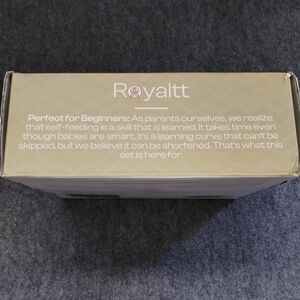 Royaltt
Perfect for Beginners: As parents ourselves, we realize
that self-feeding is a skill that is learned. It takes time even
though babies are smart. It's a learning curve that can't be
skipped, but we believe it can be shortened. That's what this
set is here for.